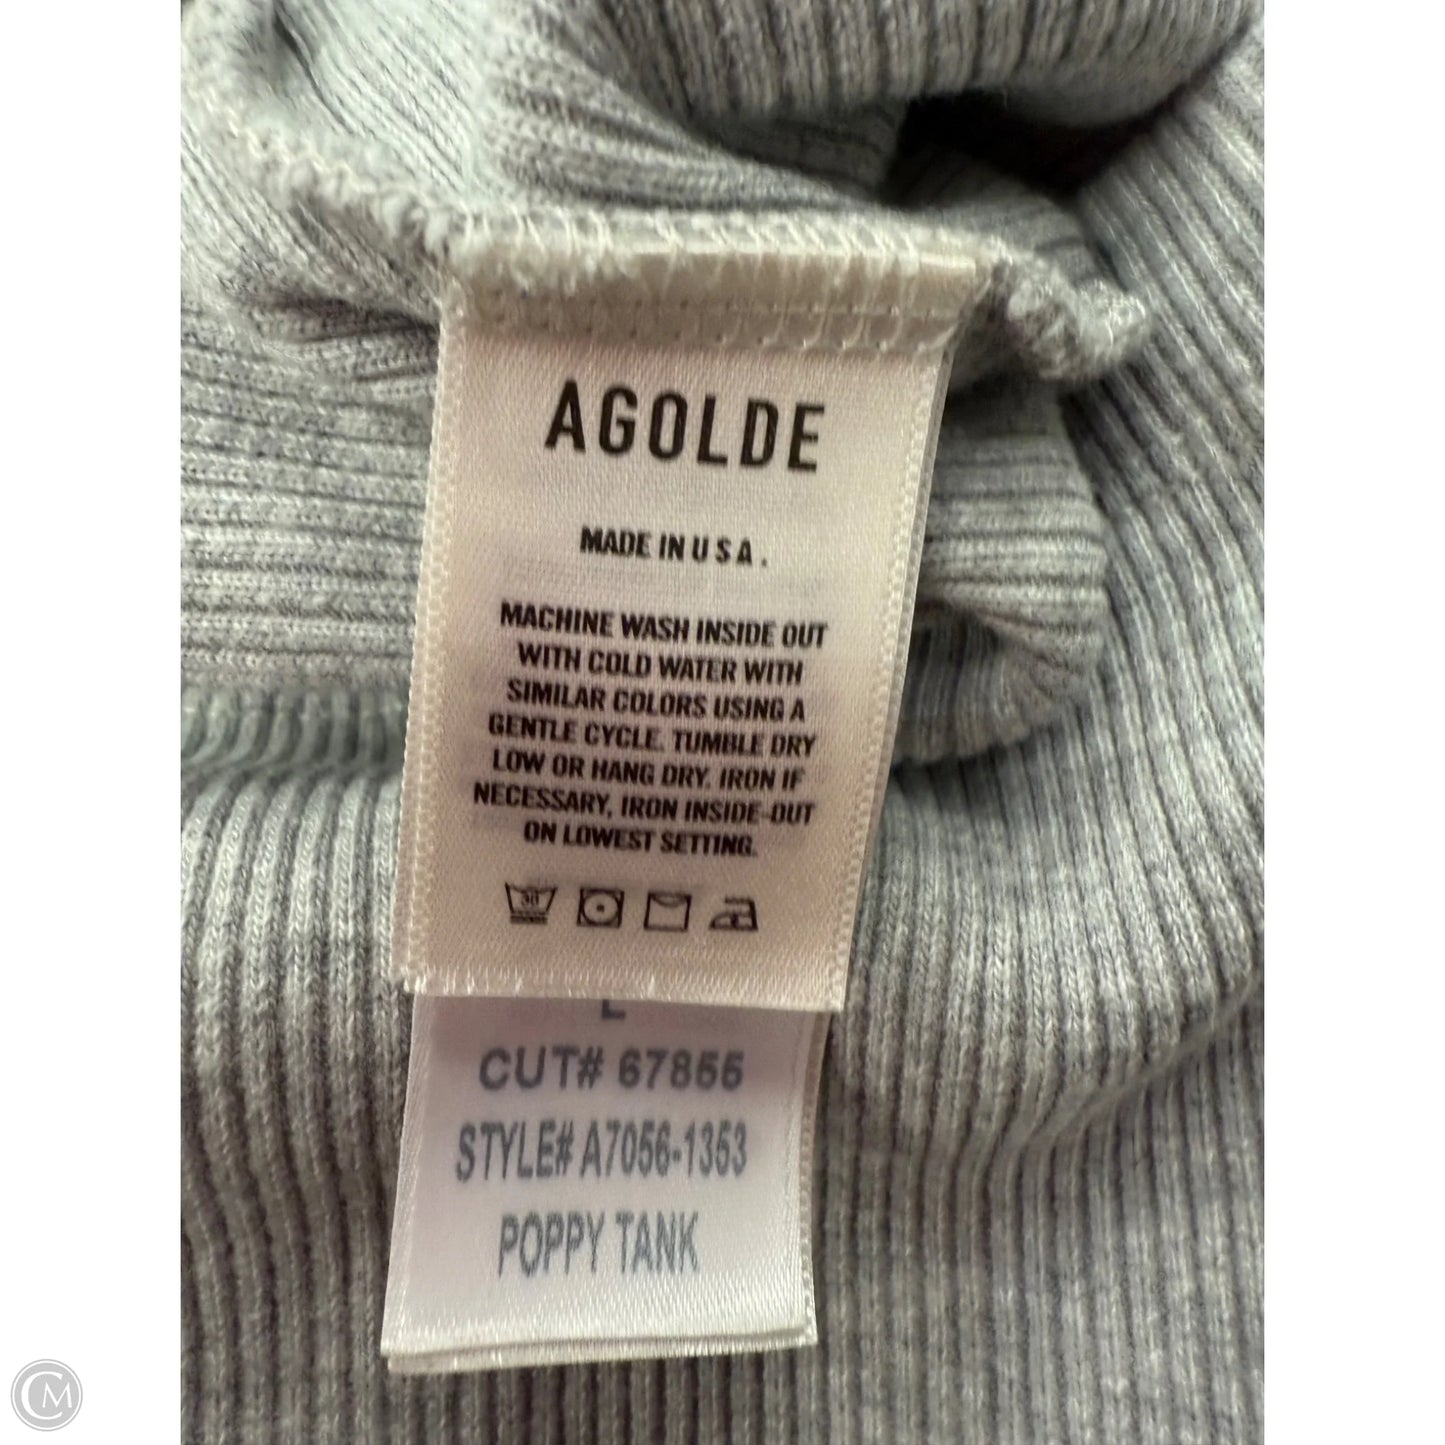 AGOLDE
MADE IN U S A .
MACHINE WASH INSIDE OUT
WITH COLD WATER WITH
SIMILAR COLORS USING A
GENTLE CYCLE. TUMBLE DRY
LOW OR HANG DRY. IRON IF
NECESSARY, IRON INSIDE-OUT
ON LOWEST SETTING.
30
L
CUT# 67855
STYLE# A7056-1353
POPPY TANK
CM